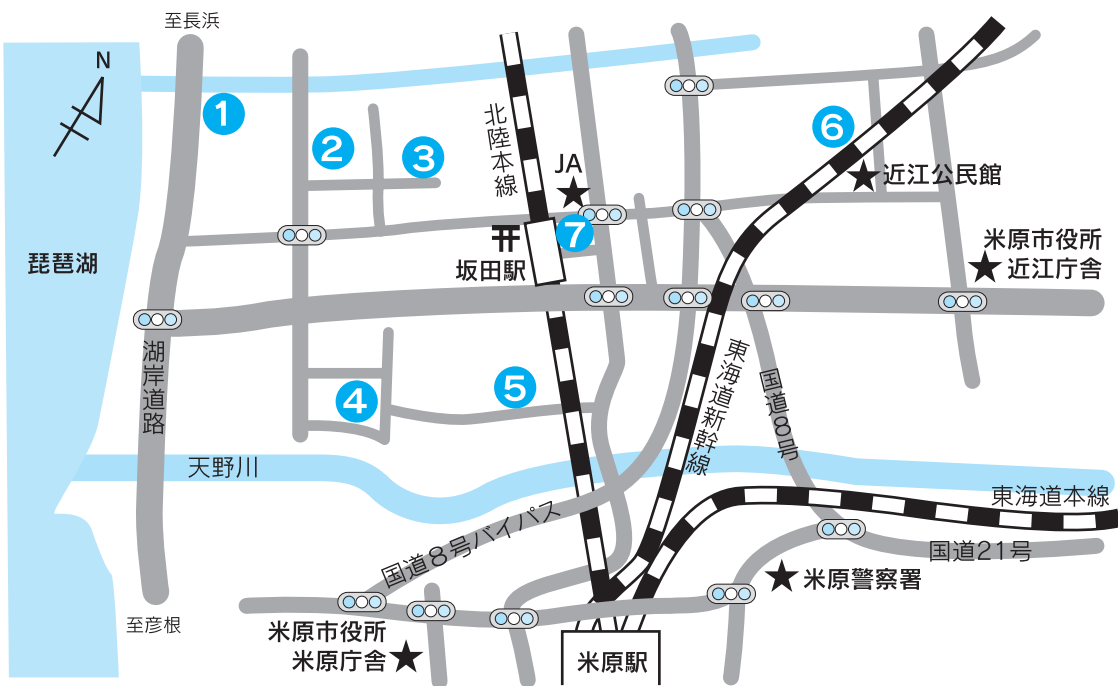 至長浜
N
1
2
3
北陸本線
JA
6
近江公民館
7
坂田駅
米原市役所
近江庁舎
琵琶湖
湖岸道路
4
5
東海道新幹線
国道8号
天野川
東海道本線
国道8号バイパス
国道21号
米原警察署
至彦根
米原市役所
米原庁舎
米原駅